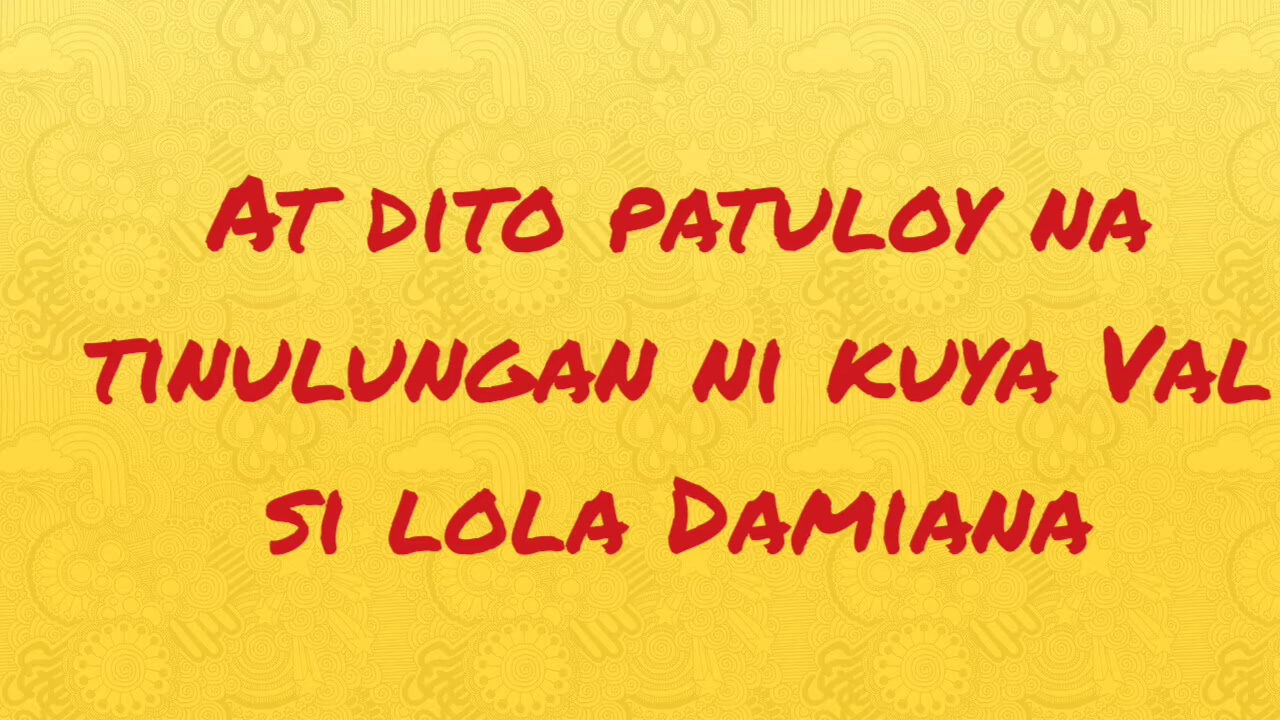 At dito patuloy na
tinulungan ni kuya Val
si lola Damiana